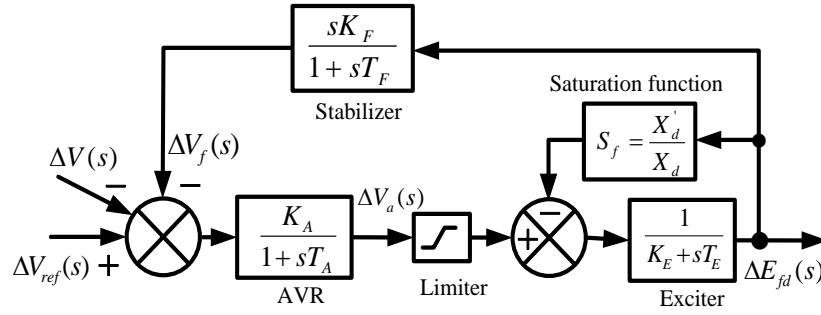 sK_F
1 + sT_F
Stabilizer
Saturation function
S_f = X_d^' / X_d
ΔV(s)
ΔV_f(s)
−
−
ΔV_ref(s) +
K_A
1 + sT_A
AVR
ΔV_a(s)
Limiter
−
+
1
K_E + sT_E
Exciter
ΔE_fd(s)